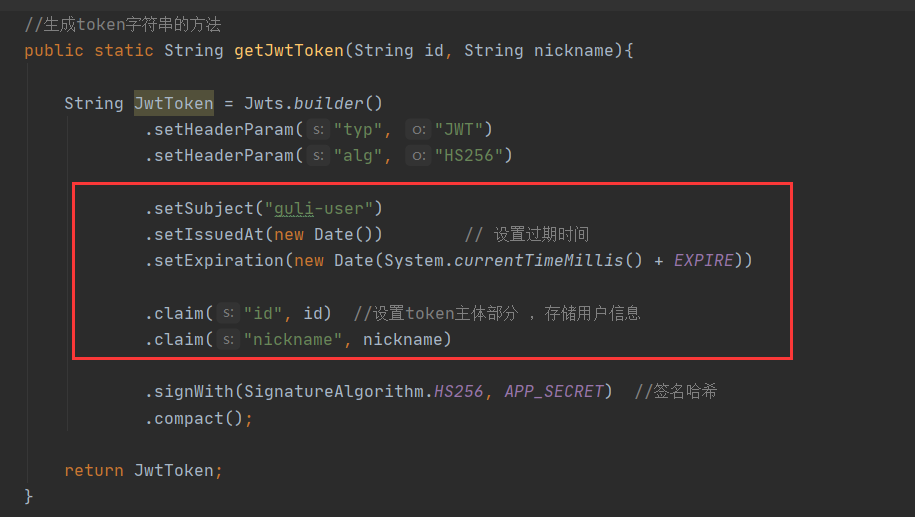 //生成token字符串的方法
public static String getJwtToken(String id, String nickname){
String JwtToken = Jwts.builder()
.setHeaderParam( s: "typ", o: "JWT")
.setHeaderParam( s: "alg", o: "HS256")
.setSubject("guli-user")
.setIssuedAt(new Date()) // 设置过期时间
.setExpiration(new Date(System.currentTimeMillis() + EXPIRE))
.claim( s: "id", id) //设置token主体部分 ，存储用户信息
.claim( s: "nickname", nickname)
.signWith(SignatureAlgorithm.HS256, APP_SECRET) //签名哈希
.compact();
return JwtToken;
}